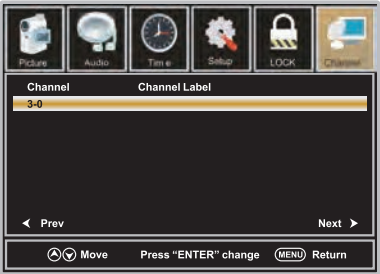 Picture Audio Tim e Setup LOCK Channel
Channel Channel Label
3-0
Prev Next
Move Press “ENTER” change MENU Return